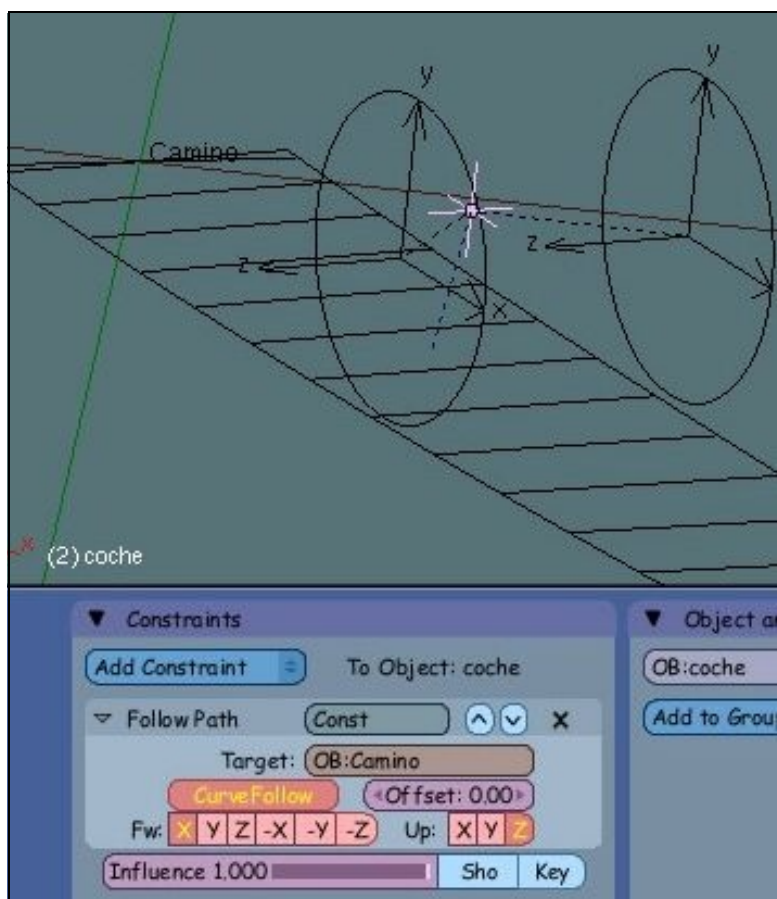 y
y
Camino
z
z
x
x
(2) coche
Constraints
Object a
Add Constraint
To Object: coche
OB:coche
Follow Path
Const
X
Add to Grou
Target:
OB:Camino
CurveFollow
Offset: 0.00
Fw: X Y Z -X -Y -Z
Up: X Y Z
Influence 1.000
Sho
Key